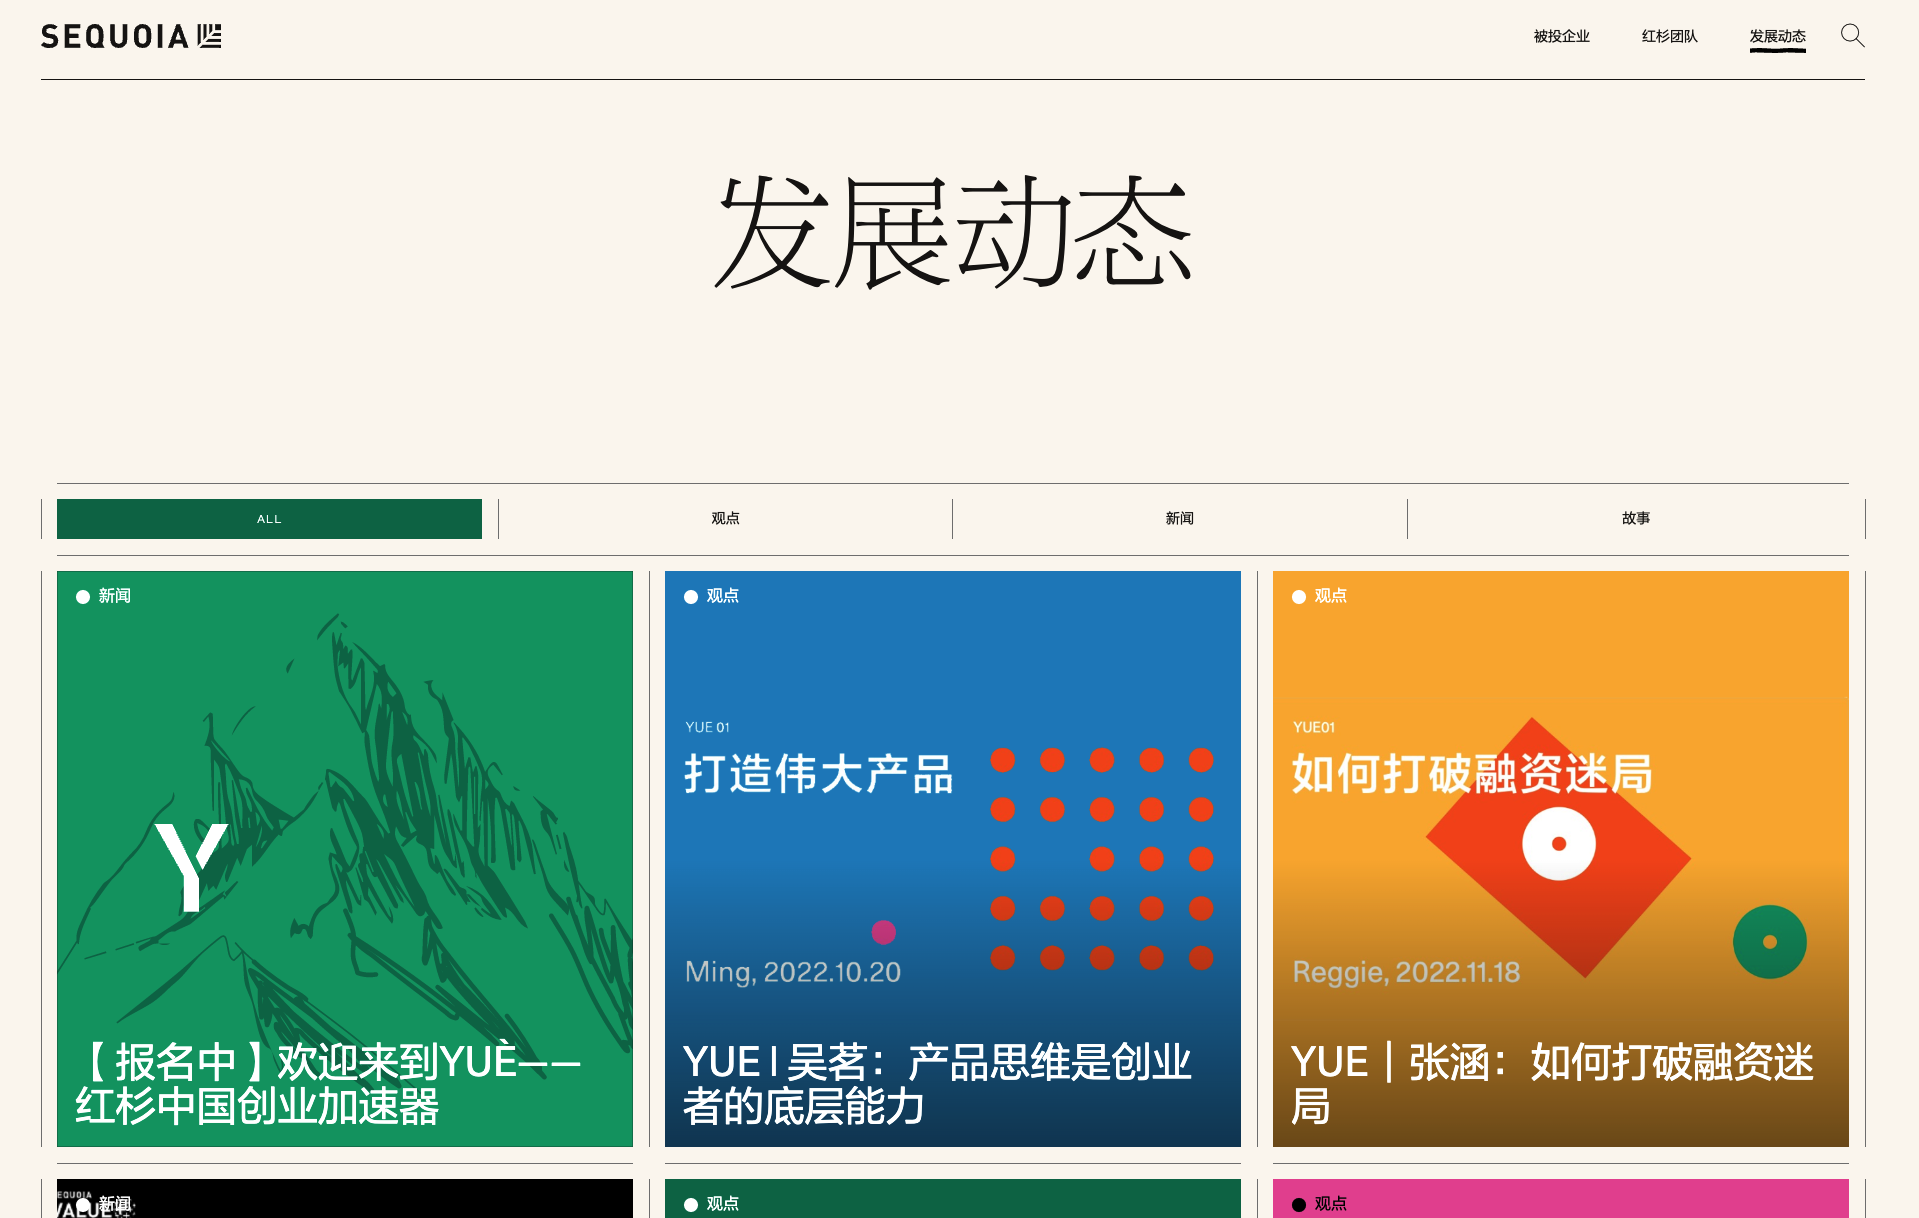 SEQUOIA
被投企业
红杉团队
发展动态
发展动态
ALL
观点
新闻
故事
新闻
Y
【报名中】欢迎来到YUÈ——
红杉中国创业加速器
观点
YUE 01
打造伟大产品
Ming, 2022.10.20
YUE | 吴茗：产品思维是创业
者的底层能力
观点
YUE01
如何打破融资迷局
Reggie, 2022.11.18
YUE｜张涵：如何打破融资迷
局
新闻
观点
观点